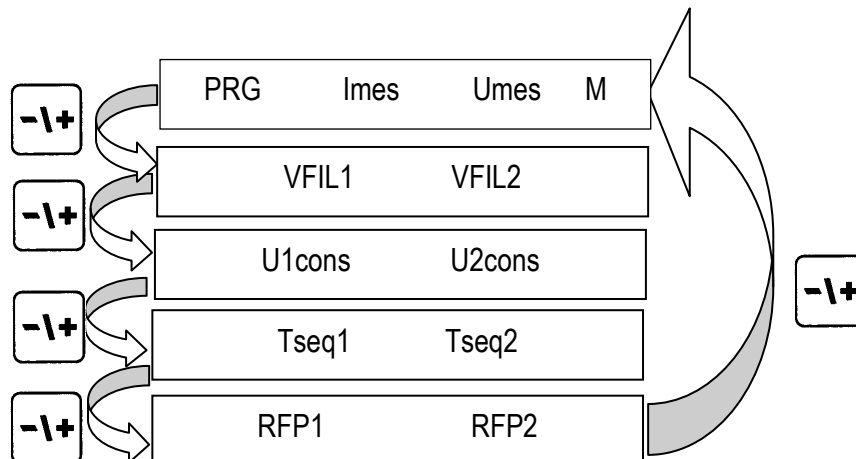 PRG Imes Umes M
-\+
VFIL1 VFIL2
-\+
U1cons U2cons
-\+
-\+
Tseq1 Tseq2
RFP1 RFP2
-\+